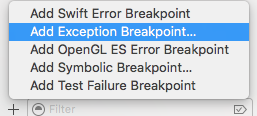 Add Swift Error Breakpoint
Add Exception Breakpoint...
Add OpenGL ES Error Breakpoint
Add Symbolic Breakpoint...
Add Test Failure Breakpoint
Filter